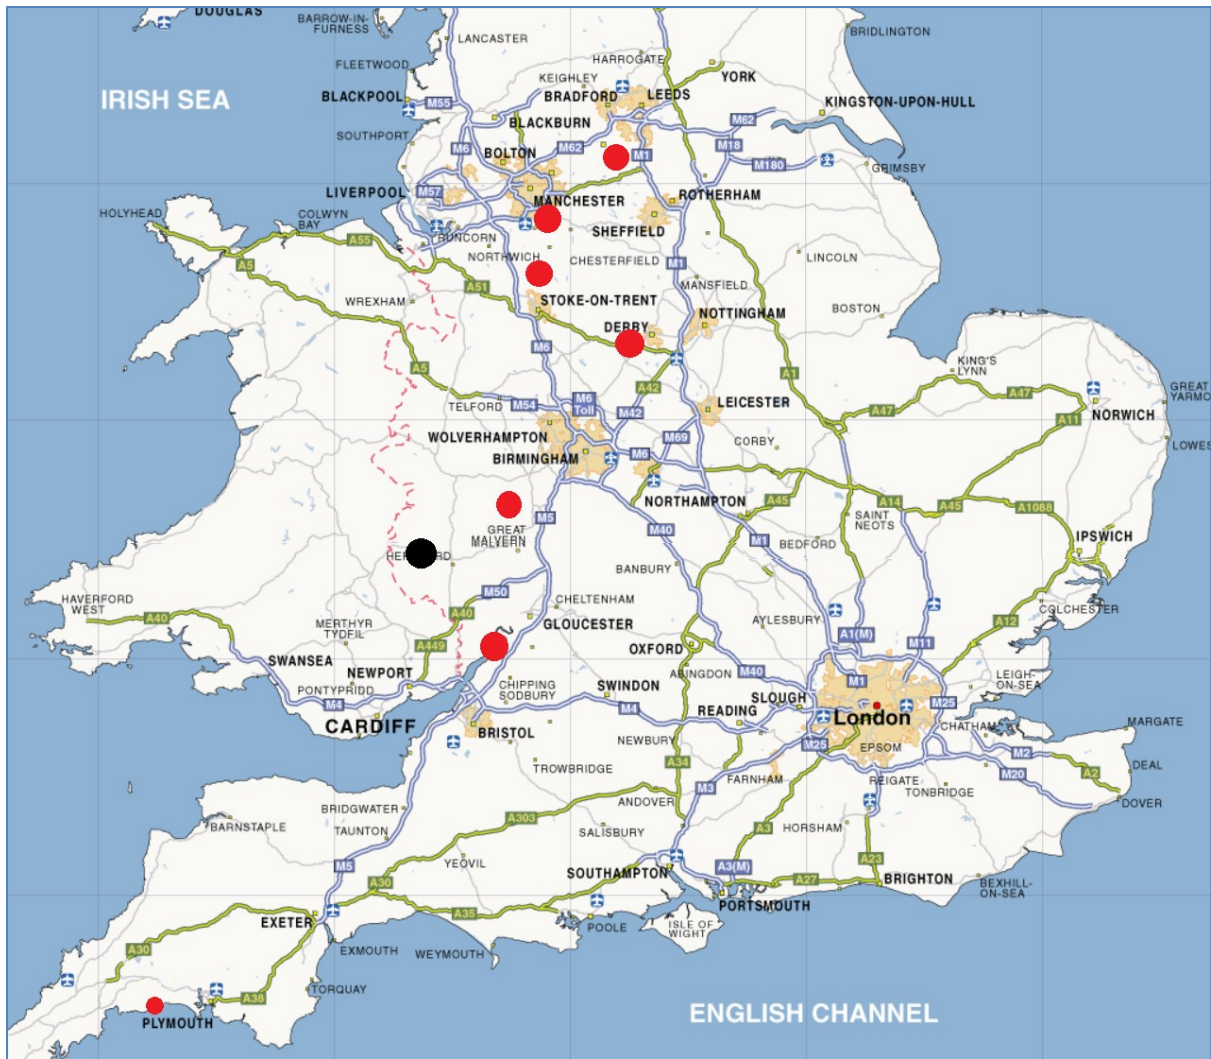 DOUGLAS
BARROW-IN-
FURNESS
LANCASTER
BRIDLINGTON
HARROGATE
FLEETWOOD
KEIGHLEY
YORK
IRISH SEA
BLACKPOOL
M55
BRADFORD
LEEDS
KINGSTON-UPON-HULL
BLACKBURN
M62
SOUTHPORT
M6
BOLTON
M62
M1
M18
M180
GRIMSBY
LIVERPOOL
M57
MANCHESTER
ROTHERHAM
HOLYHEAD
COLWYN
BAY
A55
RUNCORN
SHEFFIELD
NORTHWICH
CHESTERFIELD
M1
LINCOLN
A5
A51
MANSFIELD
WREXHAM
STOKE-ON-TRENT
NOTTINGHAM
BOSTON
DERBY
M6
A5
A42
A1
KING'S
LYNN
A47
GREAT
YARMO
TELFORD
M54
M6
Toll
M42
LEICESTER
A47
A11
NORWICH
WOLVERHAMPTON
M69
CORBY
LOWES
BIRMINGHAM
M6
NORTHAMPTON
A45
A14
A45
A1088
M5
GREAT
MALVERN
M40
SAINT
NEOTS
M1
BEDFORD
IPSWICH
BANBURY
HAVERFORD
WEST
A40
M50
CHELTENHAM
COLCHESTER
A40
A12
MERTHYR
TYDFIL
GLOUCESTER
AYLESBURY
A1(M)
M11
A449
OXFORD
SWANSEA
NEWPORT
ABINGDON
M40
M1
LEIGH-
ON-SEA
PONTYPRIDD
M4
CHIPPING
SODBURY
SWINDON
SLOUGH
M25
M4
READING
London
CARDIFF
BRISTOL
NEWBURY
M25
EPSOM
CHATHAM
MARGATE
M2
TROWBRIDGE
A34
FARNHAM
REIGATE
M20
A2
DEAL
M3
TONBRIDGE
ANDOVER
DOVER
BRIDGWATER
BARNSTAPLE
TAUNTON
A303
SALISBURY
A3
HORSHAM
M5
YEOVIL
SOUTHAMPTON
A3(M)
A23
A30
A27
BRIGHTON
BEXHILL-
ON-SEA
PORTSMOUTH
EXETER
A35
POOLE
ISLE OF
WIGHT
A30
EXMOUTH
WEYMOUTH
TORQUAY
A38
PLYMOUTH
ENGLISH CHANNEL